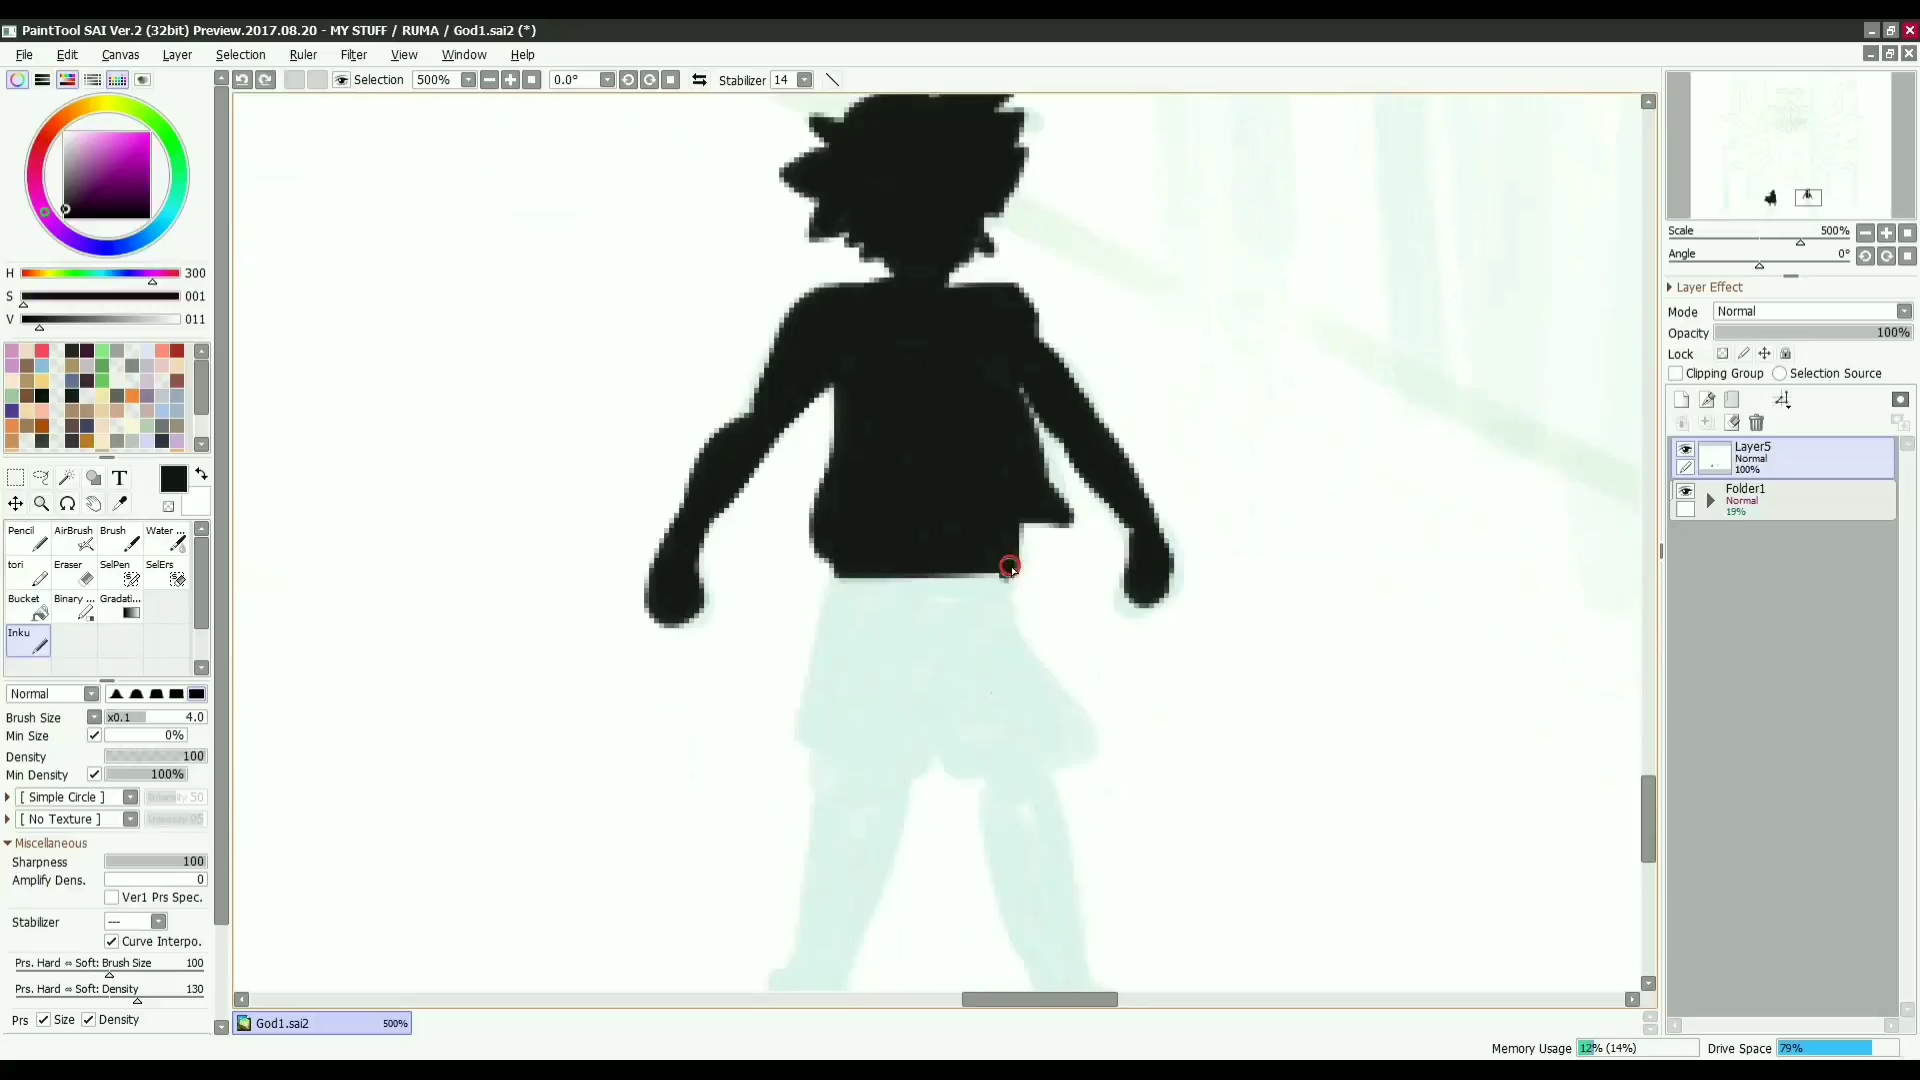 PaintTool SAI Ver.2 (32bit) Preview.2017.08.20 - MY STUFF / RUMA / God1.sai2 (*)
File Edit Canvas Layer Selection Ruler Filter View Window Help
Selection 500% 0.0° Stabilizer 14
H 300
S 001
V 011
T
Pencil AirBrush Brush Water ...
tori Eraser SelPen SelErs
Bucket Binary ... Gradati...
Inku
Normal
Brush Size x0.1 4.0
Min Size 0%
Density 100
Min Density 100%
[ Simple Circle ] 50
[ No Texture ] 95
Miscellaneous
Sharpness 100
Amplify Dens. 0
Ver1 Prs Spec.
Stabilizer ---
Curve Interpo.
Prs. Hard ⇔ Soft: Brush Size 100
Prs. Hard ⇔ Soft: Density 130
Prs Size Density
God1.sai2 500%
Scale 500%
Angle 0°
Layer Effect
Mode Normal
Opacity 100%
Lock
Clipping Group Selection Source
Layer5
Normal
100%
Folder1
Normal
19%
Memory Usage 12% (14%) Drive Space 79%